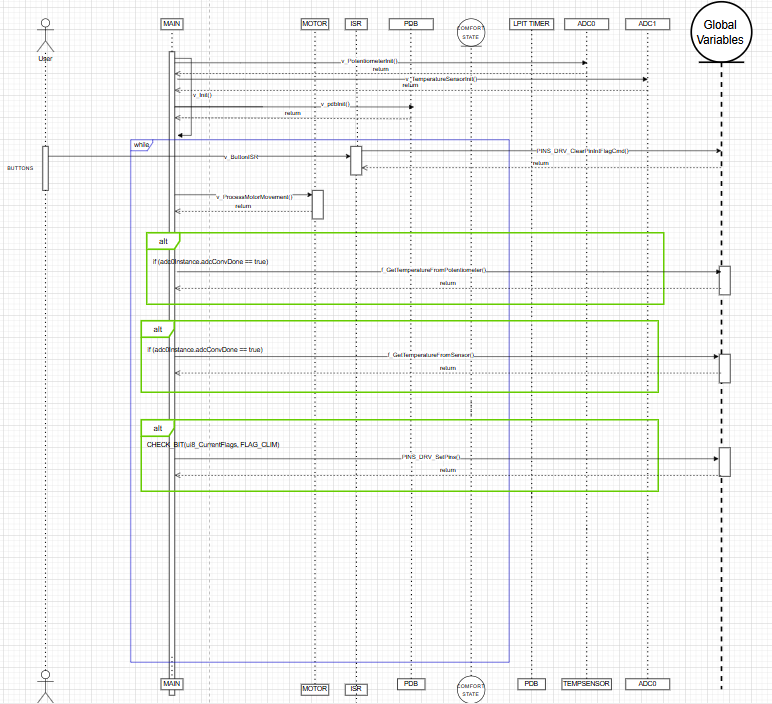 MAIN
MOTOR
ISR
PDB
COMFORT
STATE
LPIT TIMER
ADC0
ADC1
Global
Variables
User
v_PotentiometerInit()
return
v_TemperatureSensorInit()
return
v_Init()
v_pdbInit()
return
while
PINS_DRV_ClearPinIntFlagCmd()
v_ButtonISR
return
BUTTONS
v_ProcessMotorMovement()
return
alt
if (adc0Instance.adcConvDone == true)
f_GetTemperatureFromPotentiometer()
return
alt
if (adc0Instance.adcConvDone == true)
f_GetTemperatureFromSensor()
return
alt
CHECK_BIT(ui8_CurrentFlags, FLAG_CLIM)
PINS_DRV_SetPins()
return
MAIN
MOTOR
ISR
PDB
COMFORT
STATE
PDB
TEMPSENSOR
ADC0